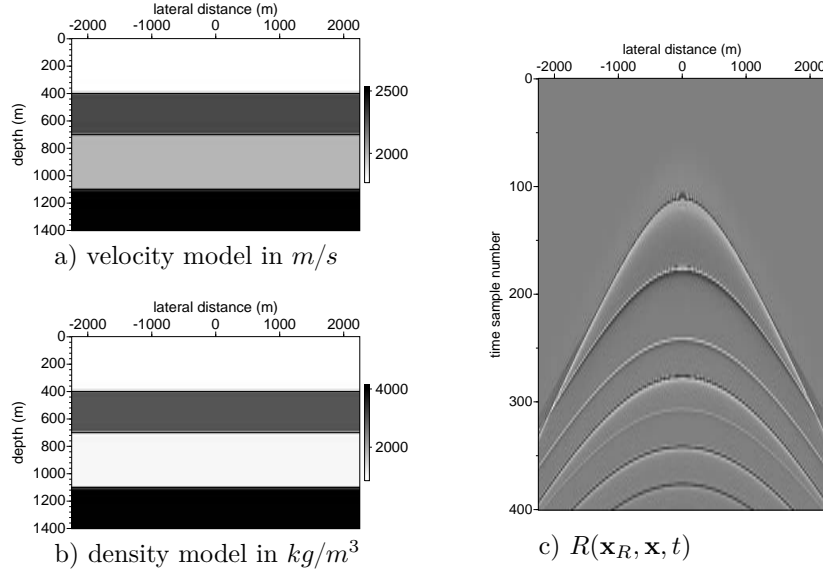 lateral distance (m)
-2000 -1000 0 1000 2000
0
200
400
600
800
1000
1200
1400
depth (m)
2500
2000
a) velocity model in m/s
lateral distance (m)
-2000 -1000 0 1000 2000
0
200
400
600
800
1000
1200
1400
depth (m)
4000
2000
b) density model in kg/m³
lateral distance (m)
-2000 -1000 0 1000 2000
0
100
200
300
400
time sample number
c) R(x_R, x, t)